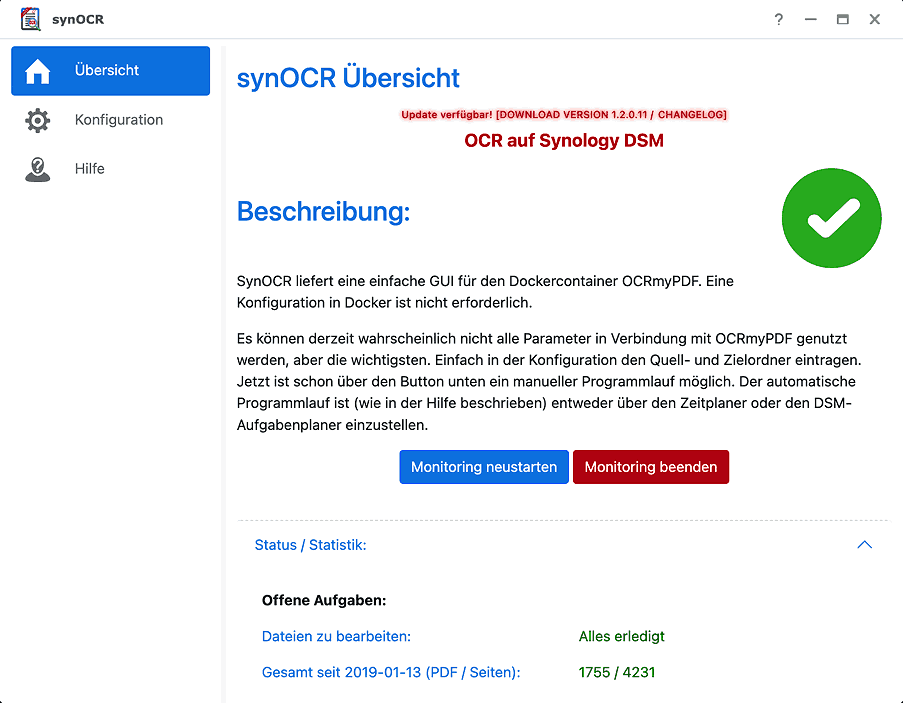 synOCR
?
Übersicht
Konfiguration
Hilfe
synOCR Übersicht
Update verfügbar! [DOWNLOAD VERSION 1.2.0.11 / CHANGELOG]
OCR auf Synology DSM
Beschreibung:
SynOCR liefert eine einfache GUI für den Dockercontainer OCRmyPDF. Eine
Konfiguration in Docker ist nicht erforderlich.
Es können derzeit wahrscheinlich nicht alle Parameter in Verbindung mit OCRmyPDF genutzt
werden, aber die wichtigsten. Einfach in der Konfiguration den Quell- und Zielordner eintragen.
Jetzt ist schon über den Button unten ein manueller Programmlauf möglich. Der automatische
Programmlauf ist (wie in der Hilfe beschrieben) entweder über den Zeitplaner oder den DSM-
Aufgabenplaner einzustellen.
Monitoring neustarten Monitoring beenden
Status / Statistik:
Offene Aufgaben:
Dateien zu bearbeiten: Alles erledigt
Gesamt seit 2019-01-13 (PDF / Seiten): 1755 / 4231